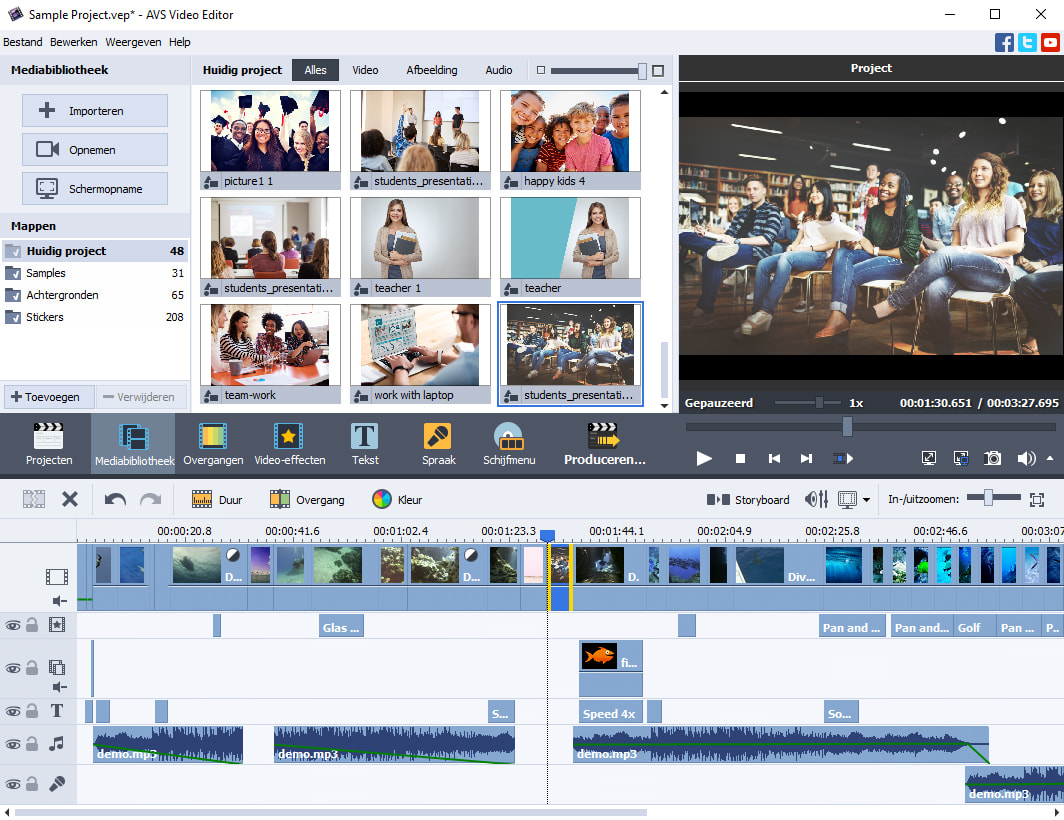 Sample Project.vep* - AVS Video Editor
Bestand Bewerken Weergeven Help
Mediabibliotheek
Importeren
Opnemen
Schermopname
Mappen
Huidig project 48
Samples 31
Achtergronden 65
Stickers 208
Toevoegen Verwijderen
Huidig project Alles Video Afbeelding Audio
picture1 1 students_presentati... happy kids 4
students_presentati... teacher 1 teacher
team-work work with laptop students_presentati...
Project
Gepauzeerd 1x 00:01:30.651 / 00:03:27.695
Projecten Mediabibliotheek Overgangen Video-effecten Tekst Spraak Schijfmenu Produceren...
Duur Overgang Kleur Storyboard In-/uitzoomen:
00:00:20.8 00:00:41.6 00:01:02.4 00:01:23.3 00:01:44.1 00:02:04.9 00:02:25.8 00:02:46.6 00:03:07
D... D... D. Div...
Glas ... Pan and ... Pan and... Golf Pan ... P..
fi...
T S... Speed 4x So...
demo.mp3 demo.mp3 demo.mp3
demo.mp3